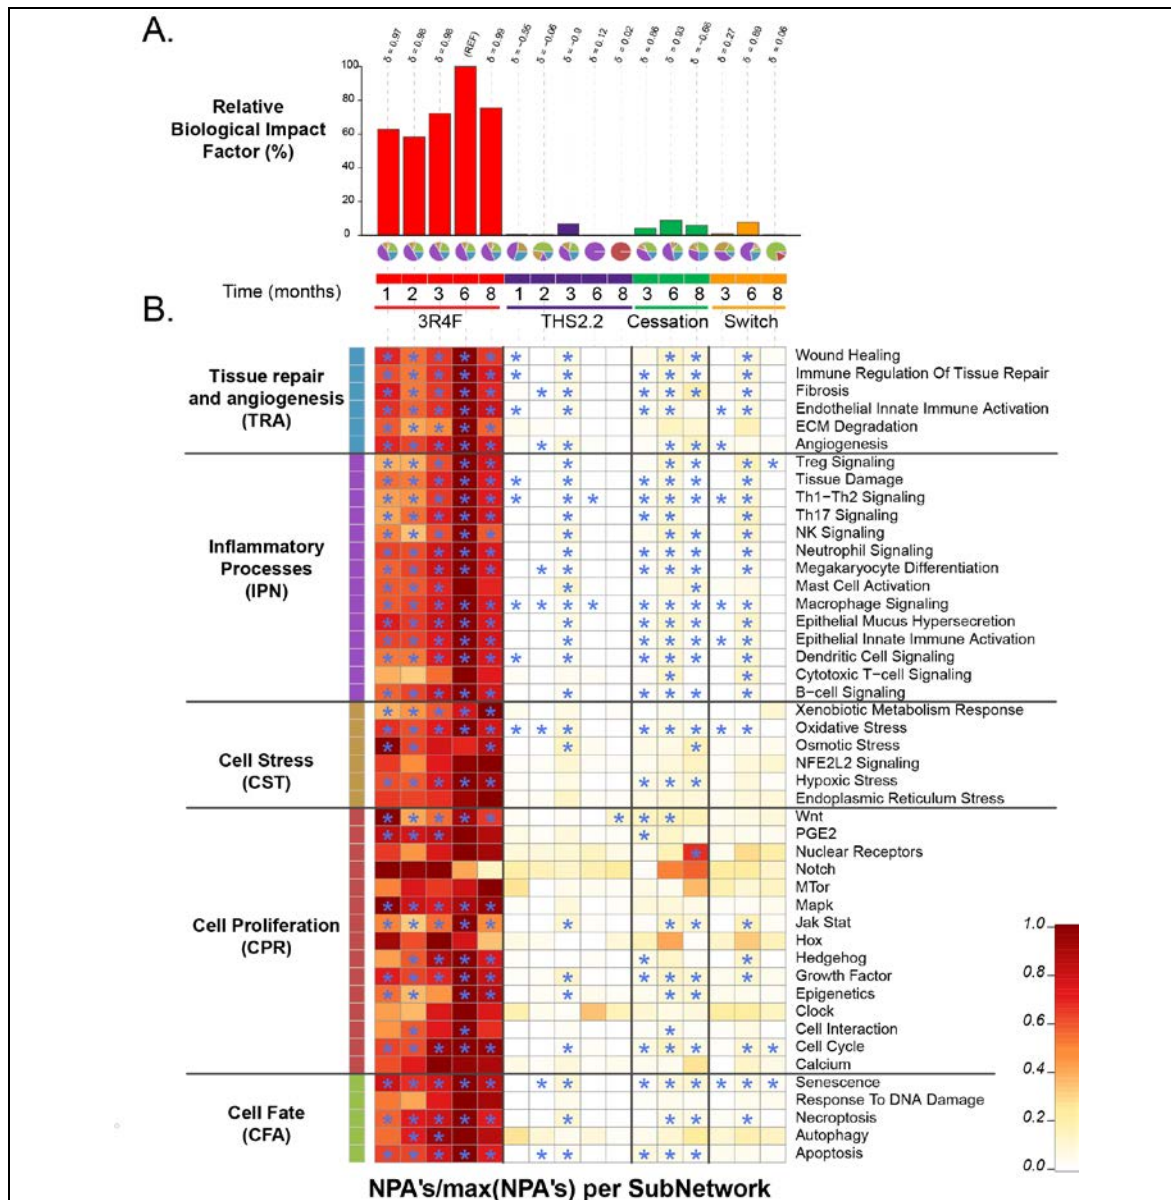 A.
δ = 0.97
δ = 0.98
δ = 0.98
(REF)
δ = 0.99
δ = −0.06
δ = −0.9
δ = 0.12
δ = 0.02
δ = 0.86
δ = 0.93
δ = −0.68
δ = 0.27
δ = 0.89
δ = 0.06
Relative
Biological Impact
Factor (%)
100
80
60
40
20
0
Time (months)
1 2 3 6 8 1 2 3 6 8 3 6 8 3 6 8
3R4F THS2.2 Cessation Switch
B.
Tissue repair
and angiogenesis
(TRA)
Wound Healing
Immune Regulation Of Tissue Repair
Fibrosis
Endothelial Innate Immune Activation
ECM Degradation
Angiogenesis
Inflammatory
Processes
(IPN)
Treg Signaling
Tissue Damage
Th1−Th2 Signaling
Th17 Signaling
NK Signaling
Neutrophil Signaling
Megakaryocyte Differentiation
Mast Cell Activation
Macrophage Signaling
Epithelial Mucus Hypersecretion
Epithelial Innate Immune Activation
Dendritic Cell Signaling
Cytotoxic T−cell Signaling
B−cell Signaling
Cell Stress
(CST)
Xenobiotic Metabolism Response
Oxidative Stress
Osmotic Stress
NFE2L2 Signaling
Hypoxic Stress
Endoplasmic Reticulum Stress
Cell Proliferation
(CPR)
Wnt
PGE2
Nuclear Receptors
Notch
MTor
Mapk
Jak Stat
Hox
Hedgehog
Growth Factor
Epigenetics
Clock
Cell Interaction
Cell Cycle
Calcium
Cell Fate
(CFA)
Senescence
Response To DNA Damage
Necroptosis
Autophagy
Apoptosis
1.0
0.8
0.6
0.4
0.2
0.0
NPA's/max(NPA's) per SubNetwork